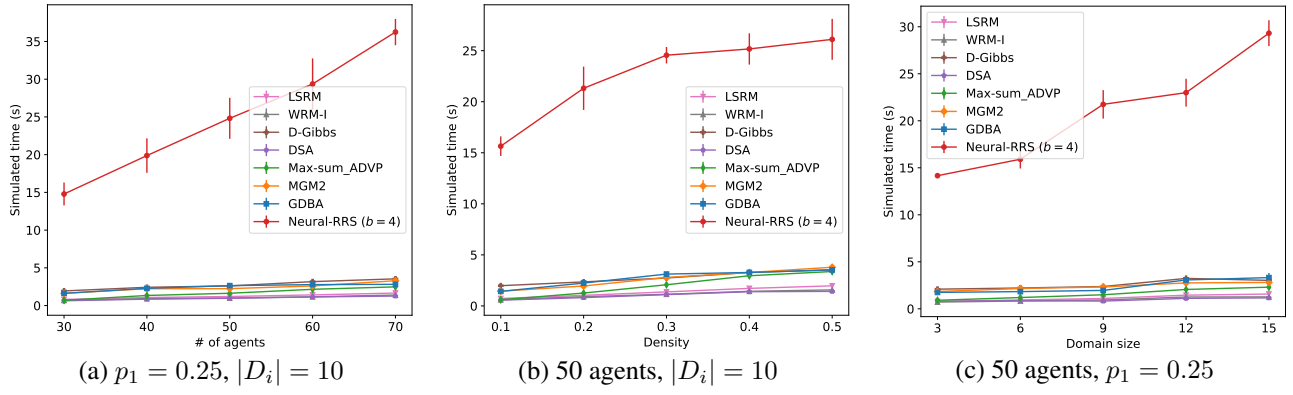 35
30
25
20
15
10
5
0
Simulated time (s)
30 40 50 60 70
# of agents
LSRM
WRM-I
D-Gibbs
DSA
Max-sum_ADVP
MGM2
GDBA
Neural-RRS (b = 4)
(a) p₁ = 0.25, |Dᵢ| = 10
25
20
15
10
5
0
Simulated time (s)
0.1 0.2 0.3 0.4 0.5
Density
LSRM
WRM-I
D-Gibbs
DSA
Max-sum_ADVP
MGM2
GDBA
Neural-RRS (b = 4)
(b) 50 agents, |Dᵢ| = 10
30
25
20
15
10
5
0
Simulated time (s)
3 6 9 12 15
Domain size
LSRM
WRM-I
D-Gibbs
DSA
Max-sum_ADVP
MGM2
GDBA
Neural-RRS (b = 4)
(c) 50 agents, p₁ = 0.25